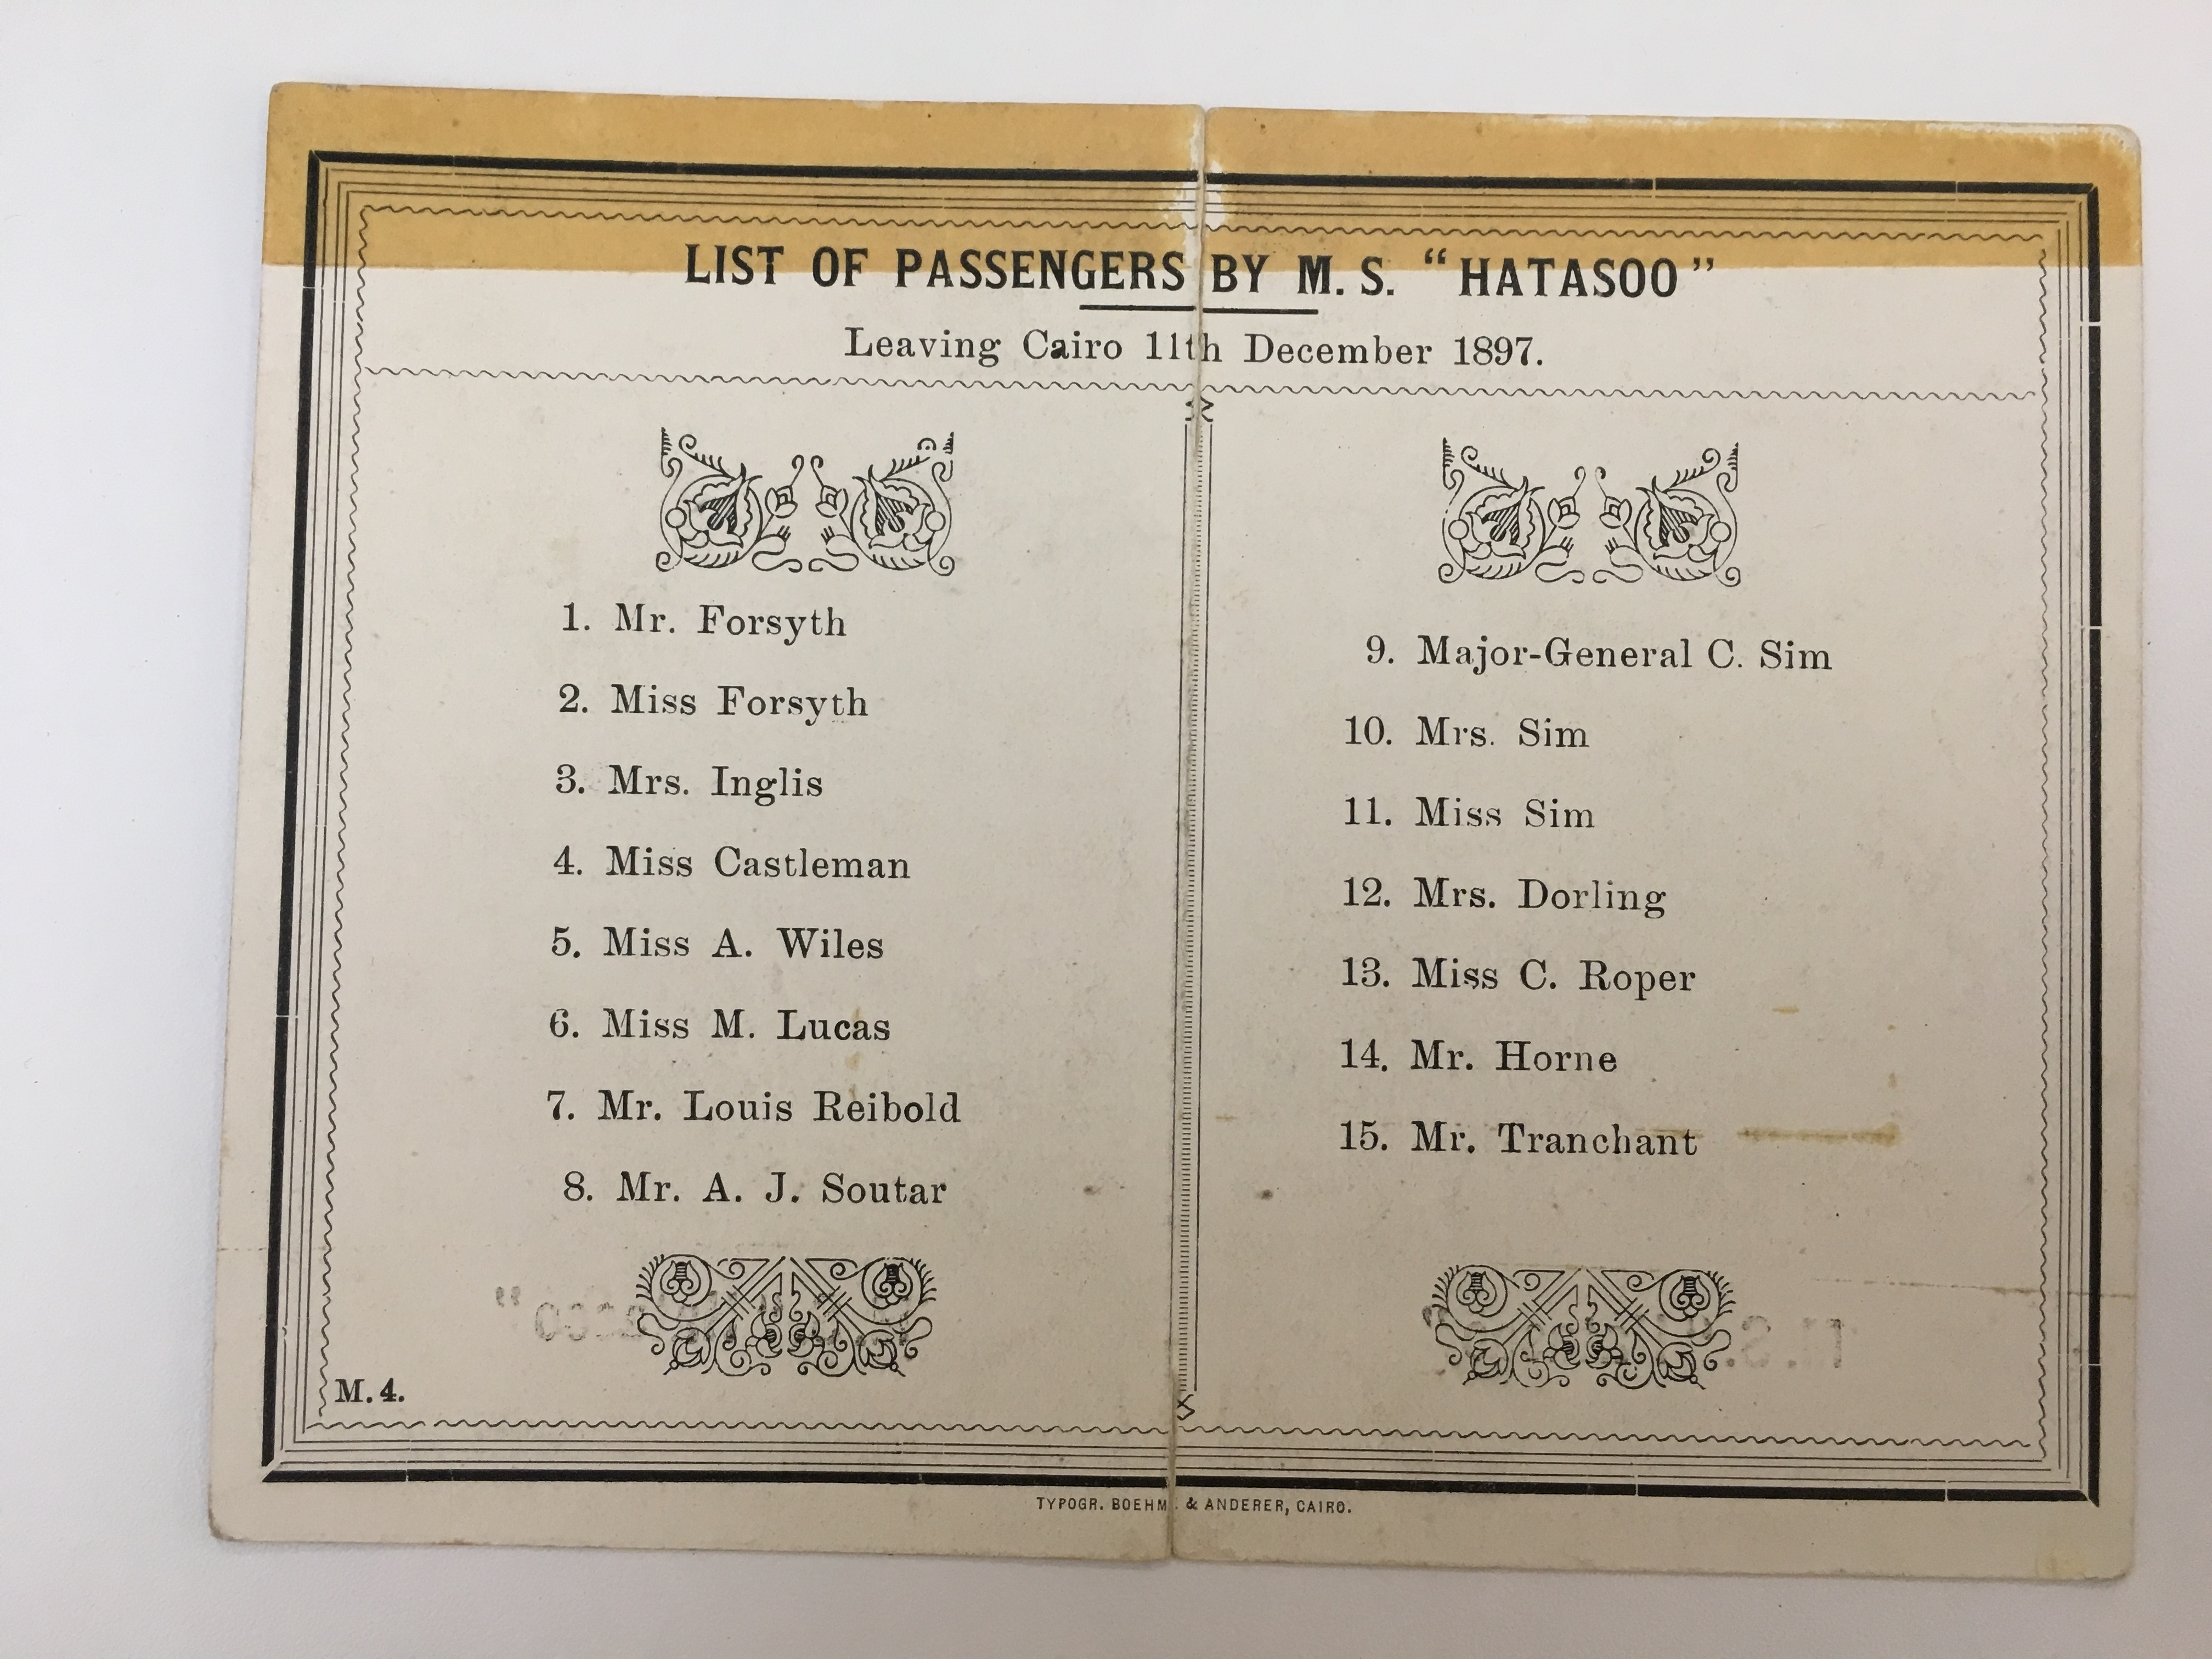 LIST OF PASSENGERS BY M. S. “HATASOO”
Leaving Cairo 11th December 1897.
1. Mr. Forsyth
2. Miss Forsyth
3. Mrs. Inglis
4. Miss Castleman
5. Miss A. Wiles
6. Miss M. Lucas
7. Mr. Louis Reibold
8. Mr. A. J. Soutar
M. 4.
9. Major-General C. Sim
10. Mrs. Sim
11. Miss Sim
12. Mrs. Dorling
13. Miss C. Roper
14. Mr. Horne
15. Mr. Tranchant
TYPOGR. & ANDERER, CAIRO.